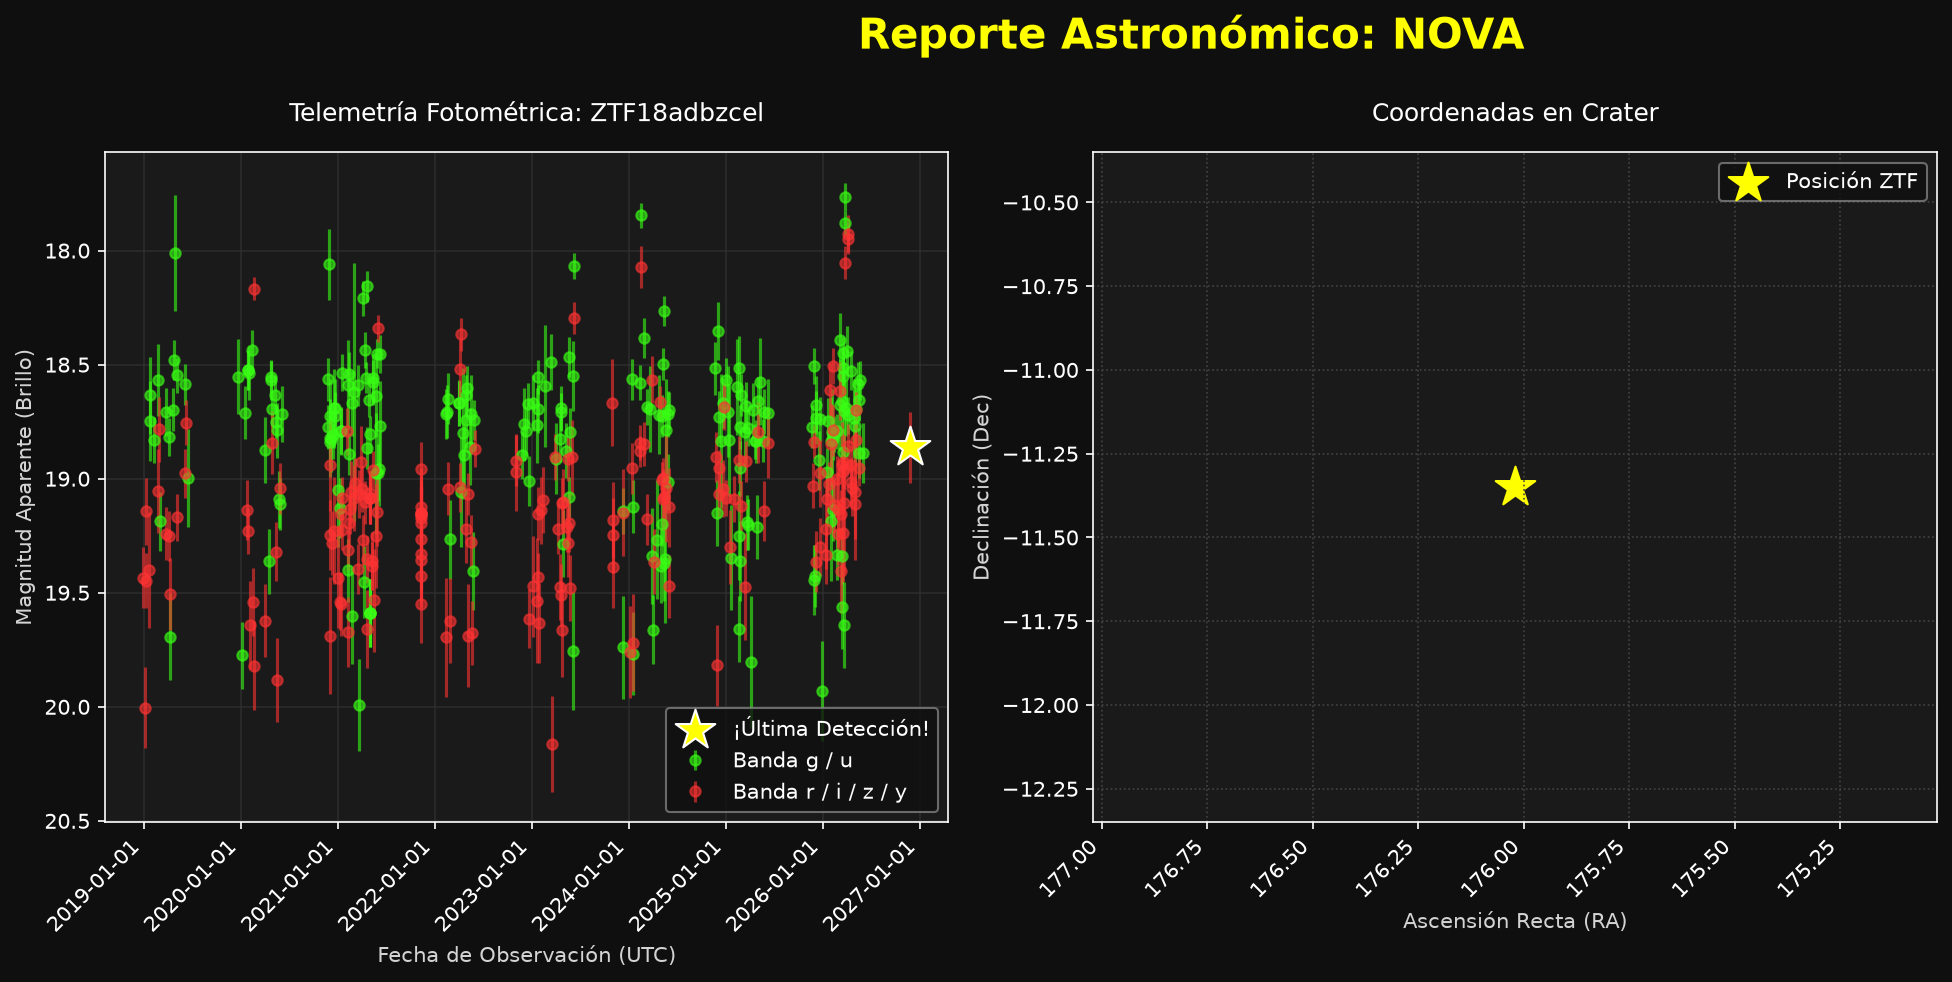 Reporte Astronómico: NOVA
Telemetría Fotométrica: ZTF18adbzcel
Magnitud Aparente (Brillo)
18.0
18.5
19.0
19.5
20.0
20.5
2019-01-01
2020-01-01
2021-01-01
2022-01-01
2023-01-01
2024-01-01
2025-01-01
2026-01-01
2027-01-01
Fecha de Observación (UTC)
¡Última Detección!
Banda g / u
Banda r / i / z / y
Coordenadas en Crater
Declinación (Dec)
−10.50
−10.75
−11.00
−11.25
−11.50
−11.75
−12.00
−12.25
177.00
176.75
176.50
176.25
176.00
175.75
175.50
175.25
Ascensión Recta (RA)
Posición ZTF